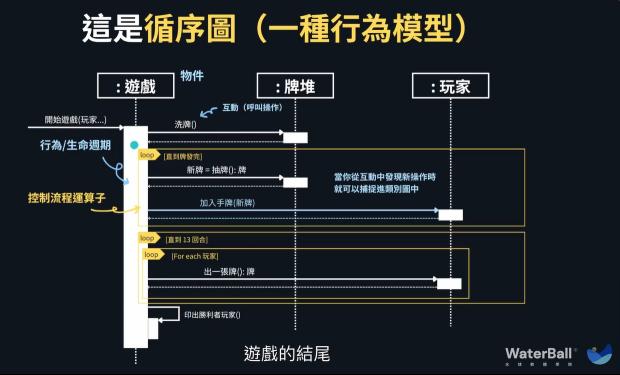 這是循序圖（一種行為模型）
: 遊戲
物件
: 牌堆
: 玩家
開始遊戲(玩家...)
互動（呼叫操作）
洗牌()
行為/生命週期
loop
[直到牌發完]
新牌 = 抽牌(): 牌
當你從互動中發現新操作時
就可以捕捉進類別圖中
控制流程運算子
加入手牌(新牌)
loop
[直到 13 回合]
loop
[For each 玩家]
出一張牌(): 牌
印出勝利者玩家()
遊戲的結尾
WaterBall
水球軟體學院